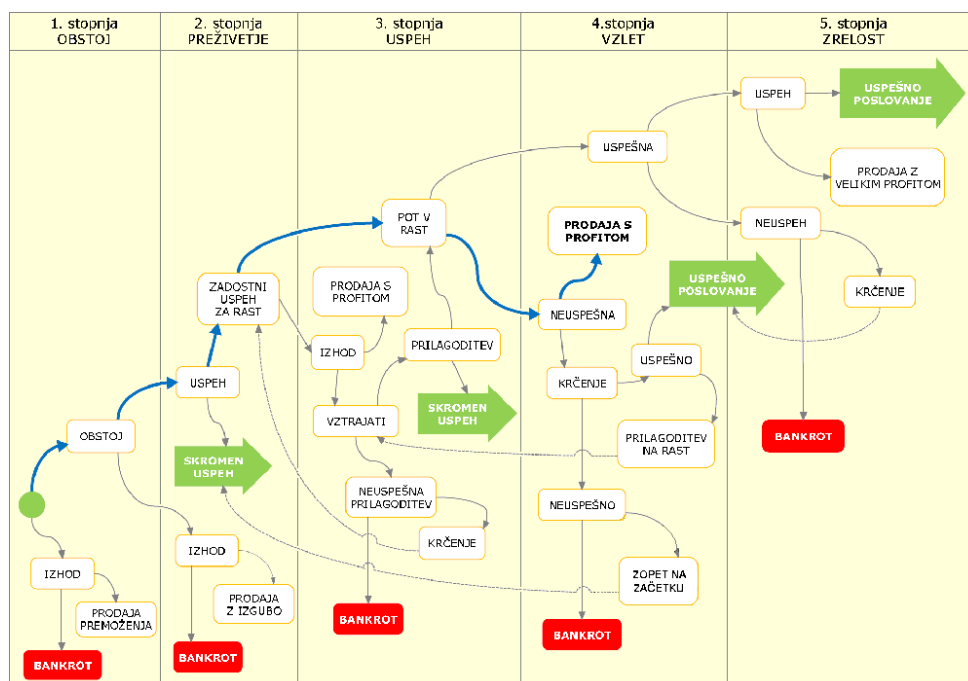 1. stopnja
OBSTOJ
2. stopnja
PREŽIVETJE
3. stopnja
USPEH
4.stopnja
VZLET
5. stopnja
ZRELOST
OBSTOJ
IZHOD
PRODAJA
PREMOŽENJA
BANKROT
ZADOSTNI
USPEH
ZA RAST
USPEH
SKROMEN
USPEH
IZHOD
PRODAJA
Z IZGUBO
BANKROT
POT V
RAST
PRODAJA S
PROFITOM
IZHOD
PRILAGODITEV
VZTRAJATI
SKROMEN
USPEH
NEUSPEŠNA
PRILAGODITEV
KRČENJE
BANKROT
USPEŠNA
PRODAJA S
PROFITOM
NEUSPEŠNA
USPEŠNO
POSLOVANJE
USPEŠNO
KRČENJE
PRILAGODITEV
NA RAST
NEUSPEŠNO
ZOPET NA
ZAČETKU
BANKROT
USPEH
USPEŠNO
POSLOVANJE
PRODAJA Z
VELIKIM PROFITOM
NEUSPEH
KRČENJE
BANKROT